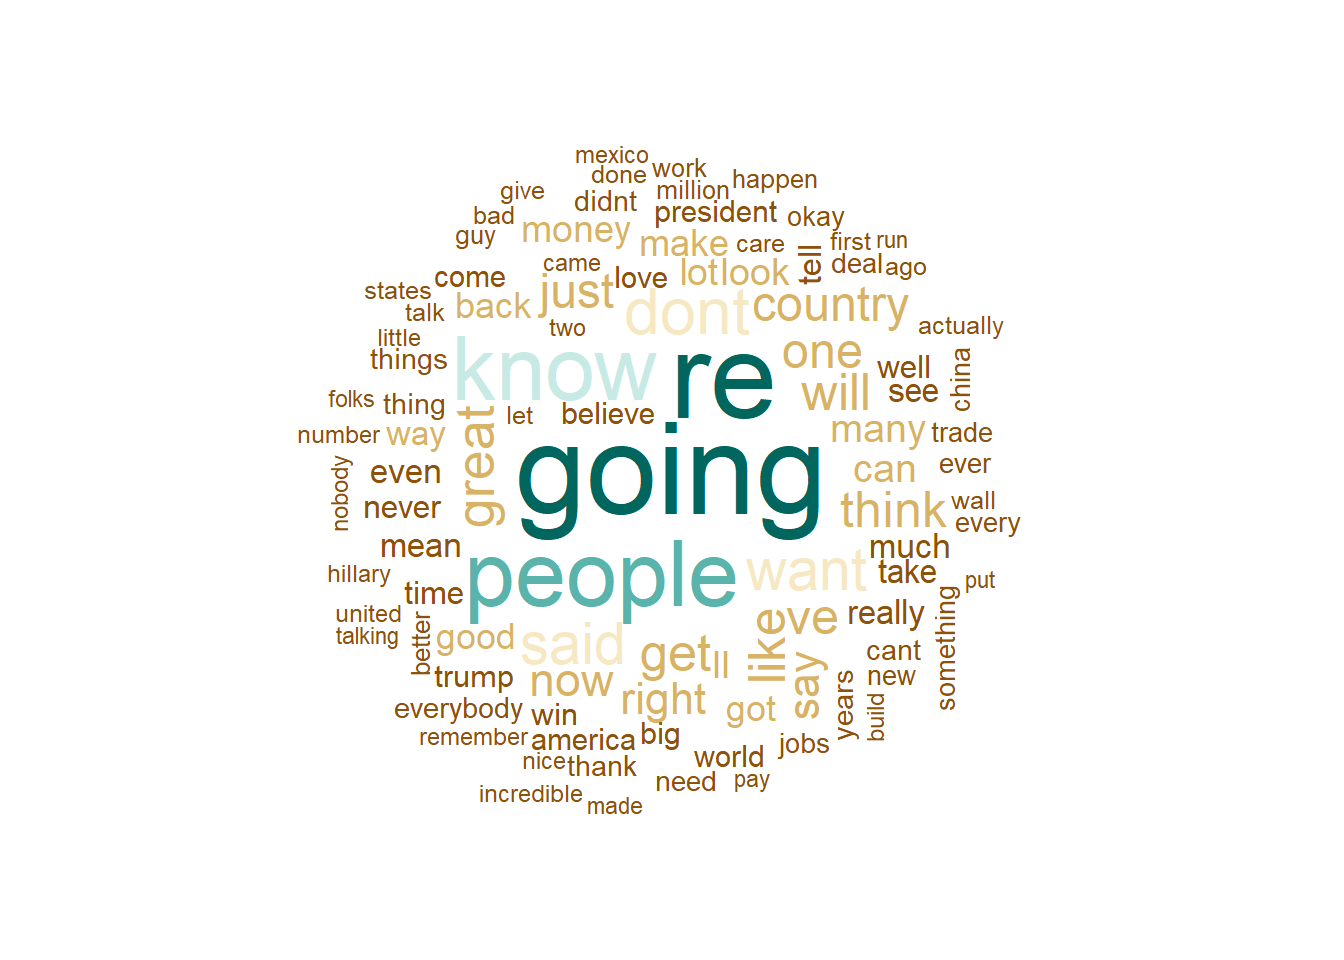 mexico
done work
give million happen
bad didnt president okay
guy money make care tell first run
came lot look deal ago
come just love
states back dont country
talk two actually
little know re one
things well china
folks thing let believe will see
number way great many trade
even going can ever
nobody never think wall
every
mean much
hillary people want take put
united time like ve really something
talking better good said get ll say cant
trump now right got years new
everybody win build
remember america big jobs
nice thank world
need pay
incredible made